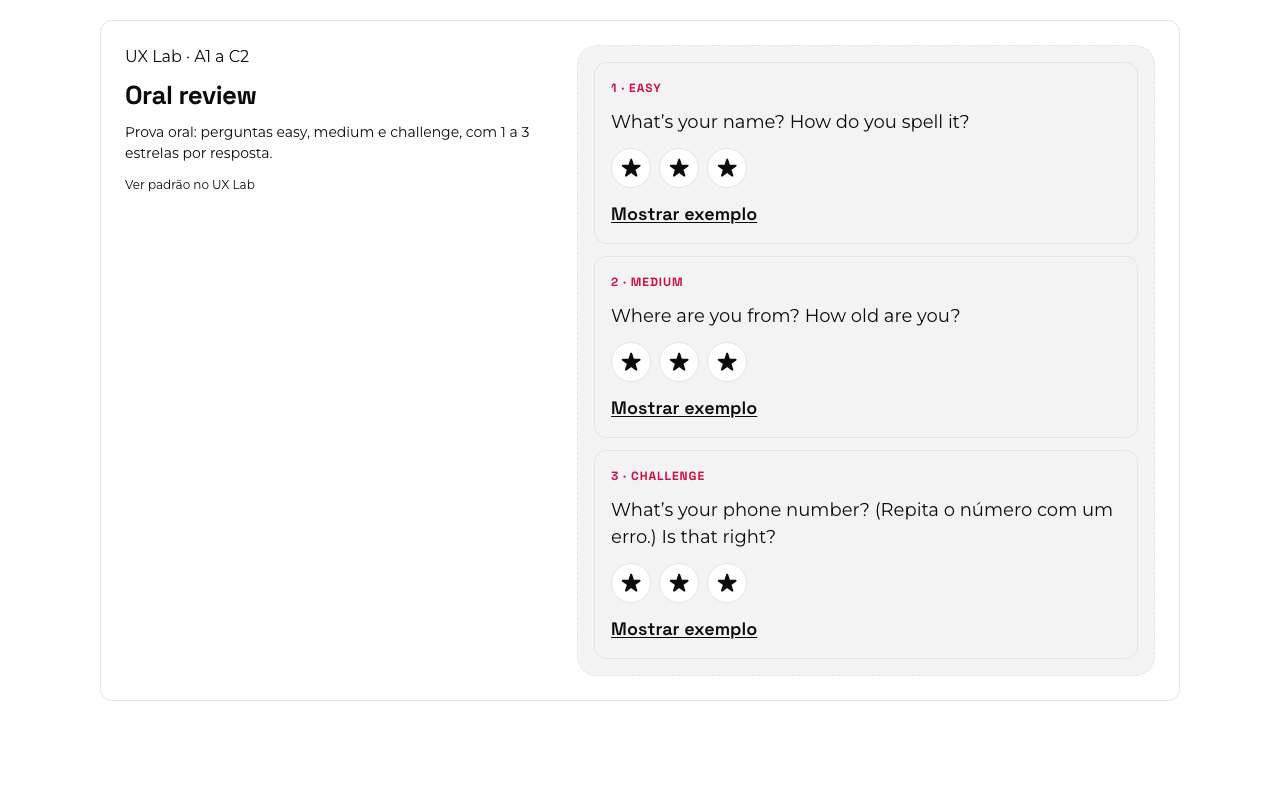 UX Lab · A1 a C2
Oral review
Prova oral: perguntas easy, medium e challenge, com 1 a 3
estrelas por resposta.
Ver padrão no UX Lab
1 · EASY
What's your name? How do you spell it?
Mostrar exemplo
2 · MEDIUM
Where are you from? How old are you?
Mostrar exemplo
3 · CHALLENGE
What's your phone number? (Repita o número com um
erro.) Is that right?
Mostrar exemplo